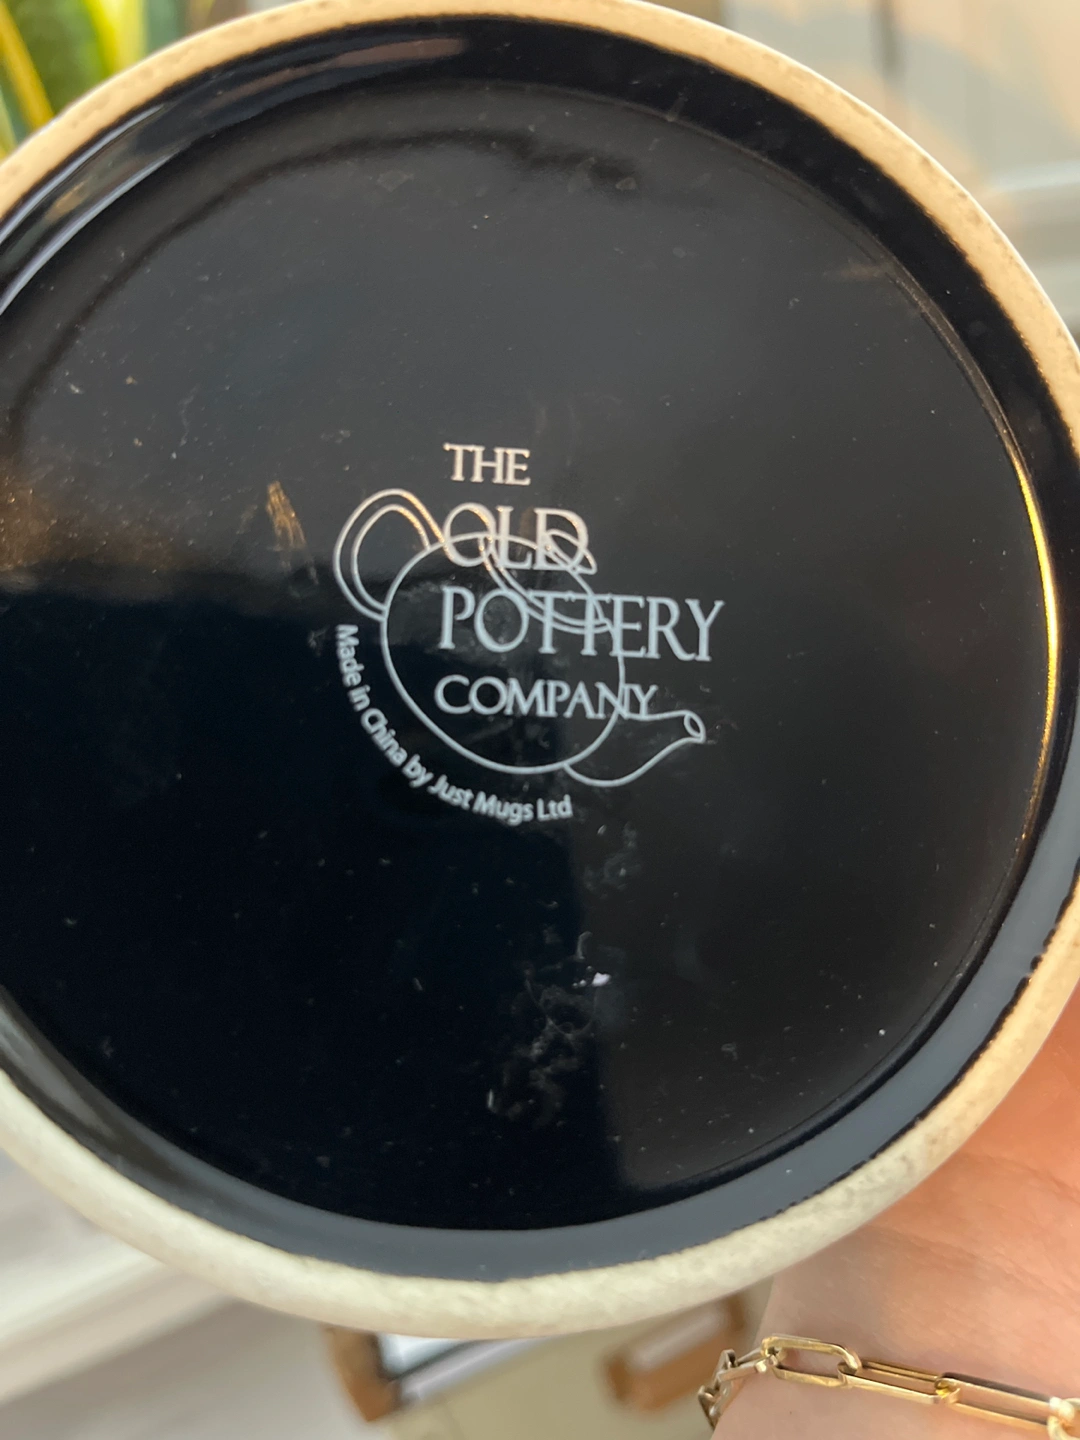 THE
OLD
POTTERY
COMPANY
Made in China by Just Mugs Ltd